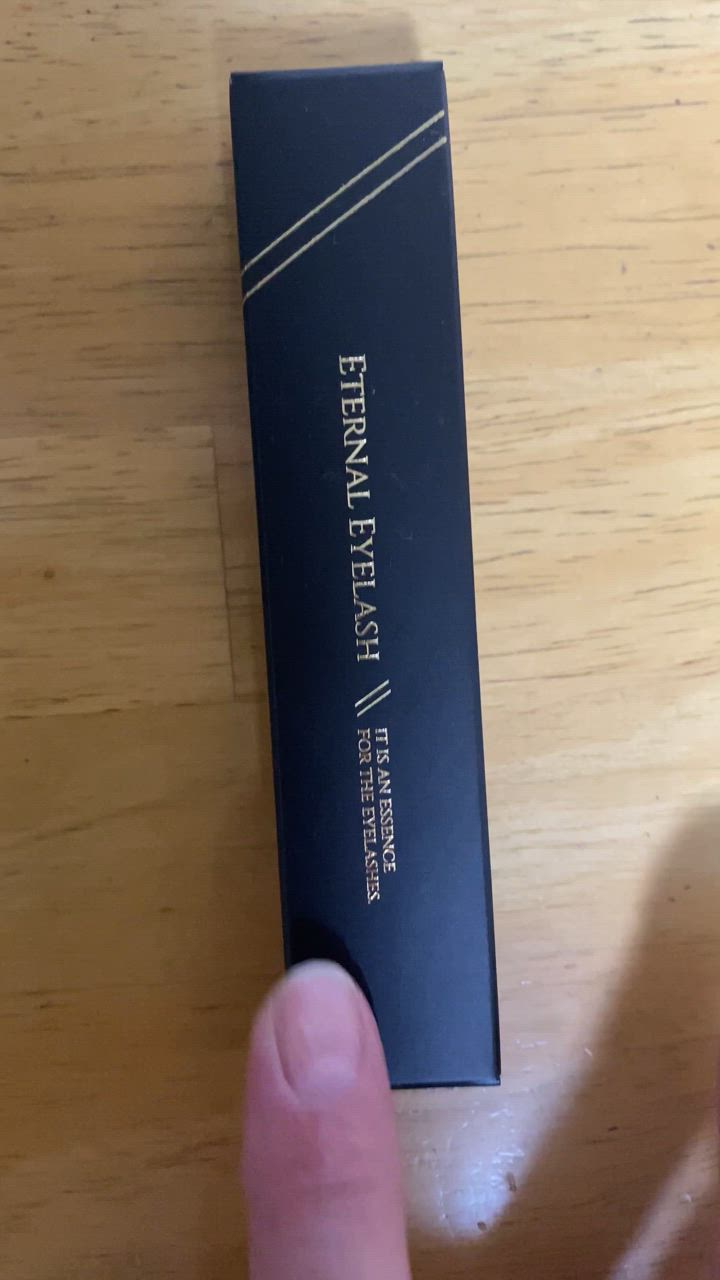 ETERNAL EYELASH
IT IS AN ESSENCE
FOR THE EYELASHES.